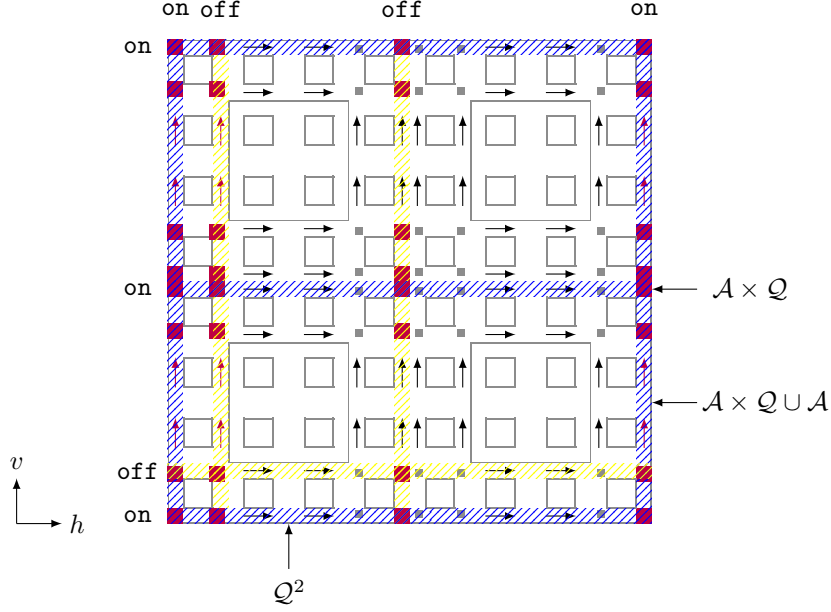 on off off on
on
on
𝒜 × 𝒬
𝒜 × 𝒬 ∪ 𝒜
v
off
h
on
𝒬²